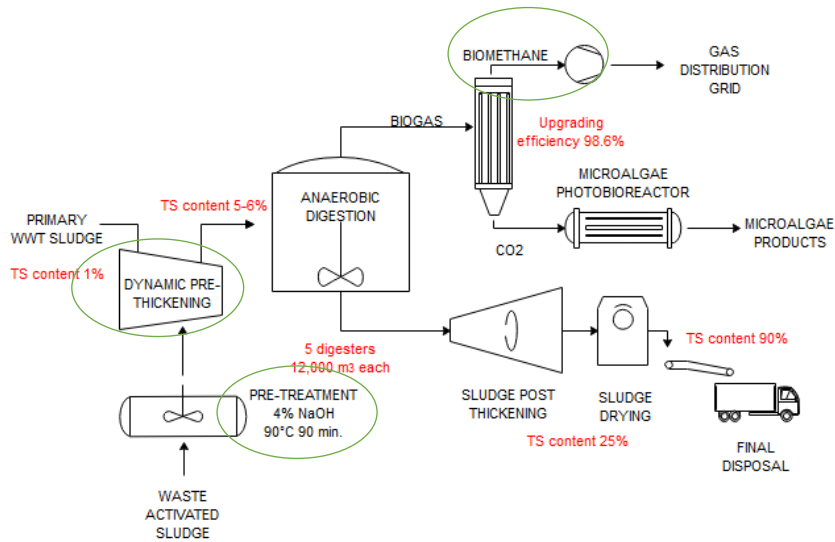 BIOMETHANE
GAS
DISTRIBUTION
GRID
BIOGAS
Upgrading
efficiency 98.6%
MICROALGAE
PHOTOBIOREACTOR
ANAEROBIC
DIGESTION
TS content 5-6%
PRIMARY
WWT SLUDGE
TS content 1%
MICROALGAE
PRODUCTS
CO2
DYNAMIC PRE-
THICKENING
5 digesters
12,000 m3 each
TS content 90%
PRE-TREATMENT
4% NaOH
90°C 90 min.
SLUDGE POST
THICKENING
SLUDGE
DRYING
TS content 25%
FINAL
DISPOSAL
WASTE
ACTIVATED
SLUDGE